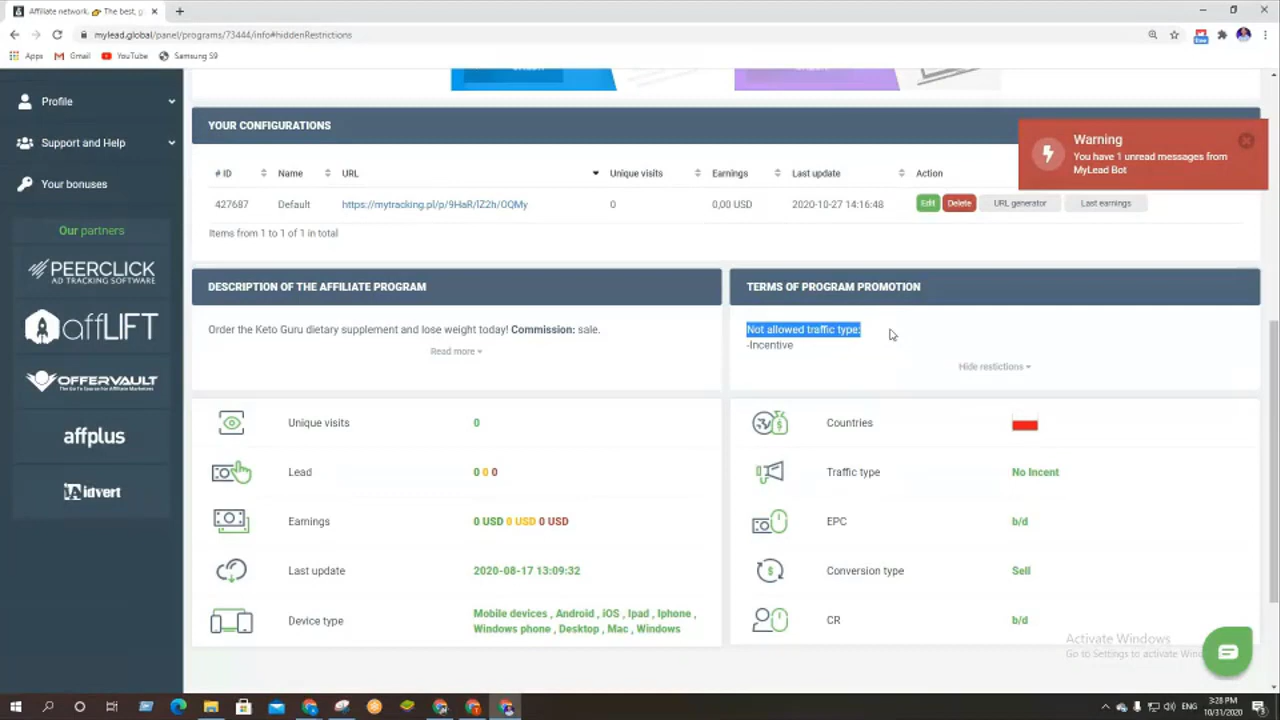 Affiliate network. 👉 The best, g
mylead.global/panel/programs/73444/info#hiddenRestrictions
Apps
Gmail
YouTube
Samsung S9
Profile
Support and Help
Your bonuses
Our partners
PEERCLICK
AD TRACKING SOFTWARE
affLIFT
OFFERVAULT
affplus
Aidvert
YOUR CONFIGURATIONS
Warning
You have 1 unread messages from
MyLead Bot
# ID
Name
URL
Unique visits
Earnings
Last update
Action
427687
Default
https://mytracking.pl/p/9HaR/lZ2h/OQMy
0
0,00 USD
2020-10-27 14:16:48
Edit
Delete
URL generator
Last earnings
Items from 1 to 1 of 1 in total
DESCRIPTION OF THE AFFILIATE PROGRAM
Order the Keto Guru dietary supplement and lose weight today! Commission: sale.
Read more
TERMS OF PROGRAM PROMOTION
Not allowed traffic type:
-Incentive
Hide restictions
Unique visits
0
Lead
0 0 0
Earnings
0 USD 0 USD 0 USD
Last update
2020-08-17 13:09:32
Device type
Mobile devices , Android , iOS , Ipad , Iphone ,
Windows phone , Desktop , Mac , Windows
Countries
Traffic type
No Incent
EPC
b/d
Conversion type
Sell
CR
b/d
Activate Windows
Go to Settings to activate Win
ENG
3:28 PM
10/31/2020